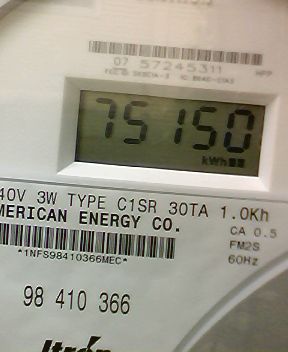 07 57245311
75150
kWh
40V 3W TYPE C1SR 30TA 1.0Kh
MERICAN ENERGY CO.
CA 0.5
FM2S
60Hz
*1NFS98410366MEC*
98 410 366
Itron